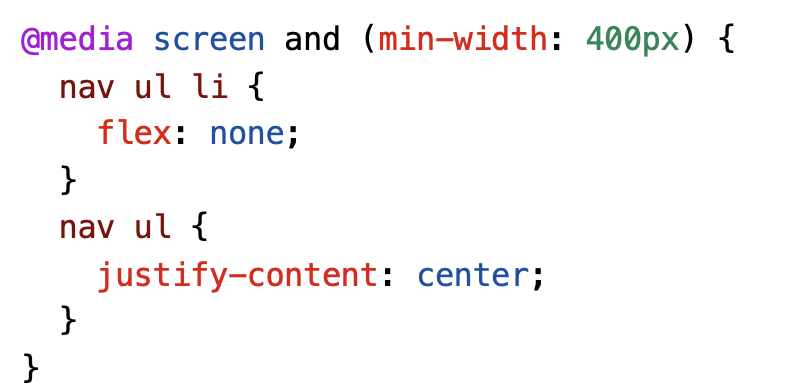 @media screen and (min-width: 400px) {
  nav ul li {
    flex: none;
  }
  nav ul {
    justify-content: center;
  }
}